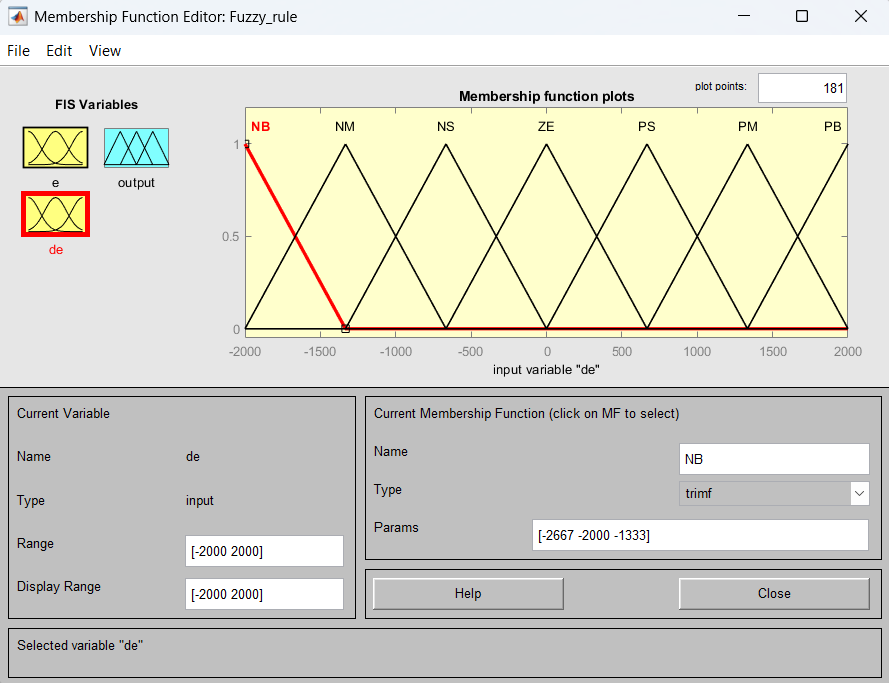 Membership Function Editor: Fuzzy_rule
File Edit View
FIS Variables
e
output
de
Membership function plots
plot points:
181
NB NM NS ZE PS PM PB
1
0.5
0
-2000 -1500 -1000 -500 0 500 1000 1500 2000
input variable "de"
Current Variable
Name de
Type input
Range [-2000 2000]
Display Range [-2000 2000]
Current Membership Function (click on MF to select)
Name NB
Type trimf
Params [-2667 -2000 -1333]
Help Close
Selected variable "de"